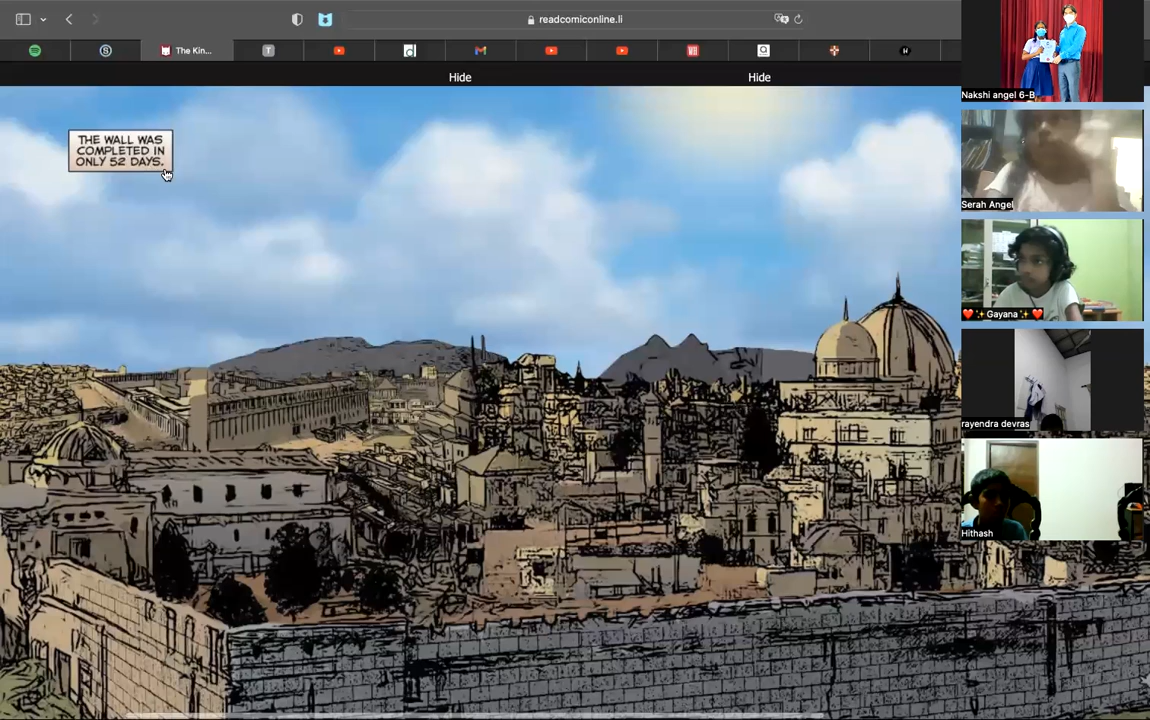 readcomiconline.li
The Kin...
Hide
Hide
THE WALL WAS
COMPLETED IN
ONLY 52 DAYS.
Nakshi angel 6-B
Serah Angel
❤️✨Gayana✨❤️
rayendra devras
Hithash